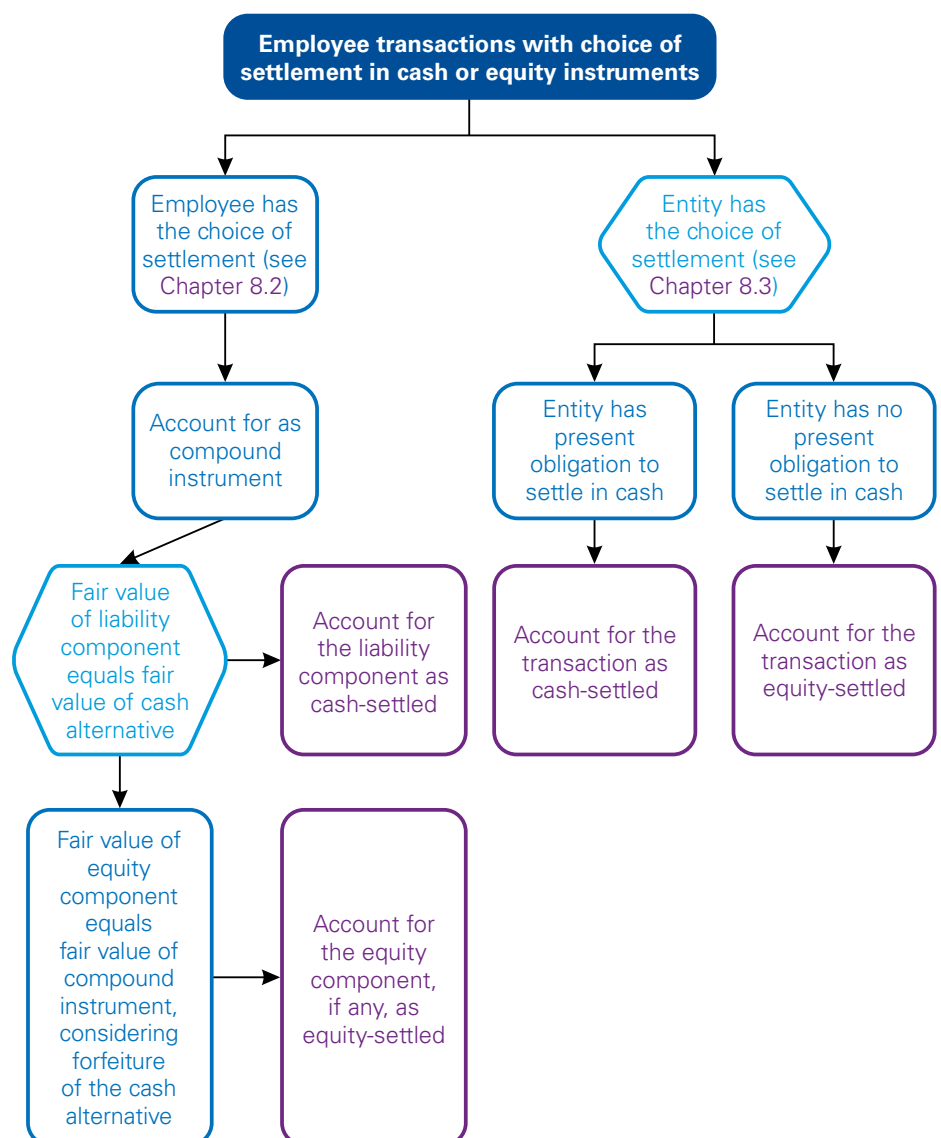 Employee transactions with choice of
settlement in cash or equity instruments
Employee has
the choice of
settlement (see
Chapter 8.2)
Entity has
the choice of
settlement (see
Chapter 8.3)
Account for as
compound
instrument
Entity has
present
obligation to
settle in cash
Entity has no
present
obligation to
settle in cash
Fair value
of liability
component
equals fair
value of cash
alternative
Account for
the liability
component as
cash-settled
Account for the
transaction as
cash-settled
Account for the
transaction as
equity-settled
Fair value of
equity
component
equals
fair value of
compound
instrument,
considering
forfeiture
of the cash
alternative
Account for
the equity
component,
if any, as
equity-settled